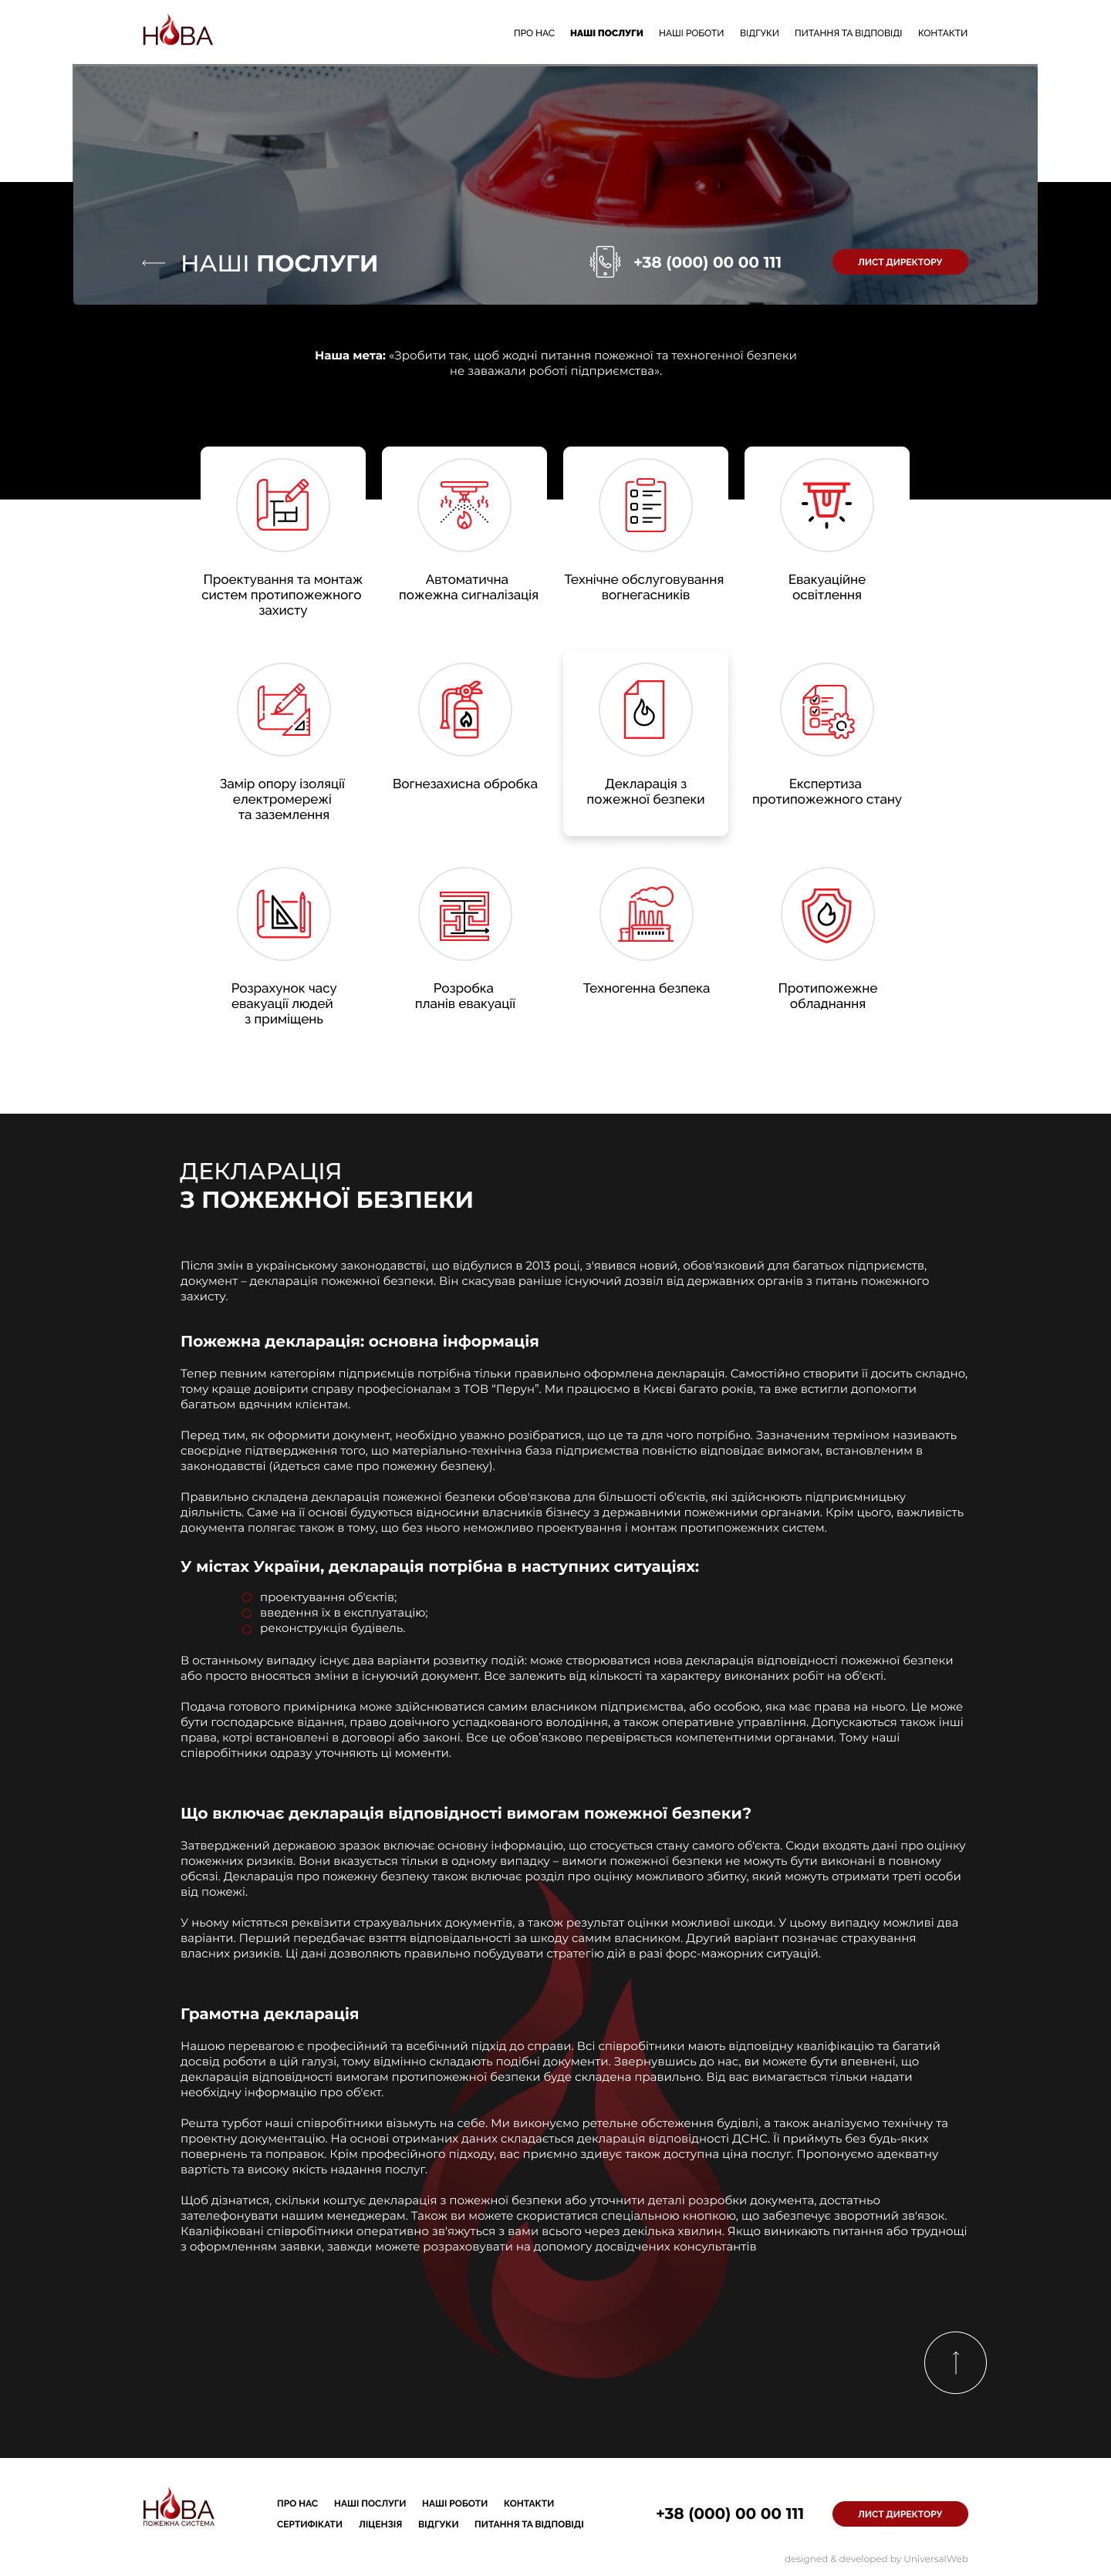 НОВА
ПРО НАС НАШІ ПОСЛУГИ НАШІ РОБОТИ ВІДГУКИ ПИТАННЯ ТА ВІДПОВІДІ КОНТАКТИ
НАШІ ПОСЛУГИ
+38 (000) 00 00 111
ЛИСТ ДИРЕКТОРУ
Наша мета: «Зробити так, щоб жодні питання пожежної та техногенної безпеки
не заважали роботі підприємства».
Проектування та монтаж
систем протипожежного
захисту
Автоматична
пожежна сигналізація
Технічне обслуговування
вогнегасників
Евакуаційне
освітлення
Замір опору ізоляції
електромережі
та заземлення
Вогнезахисна обробка
Декларація з
пожежної безпеки
Експертиза
протипожежного стану
Розрахунок часу
евакуації людей
з приміщень
Розробка
планів евакуації
Техногенна безпека
Протипожежне
обладнання
ДЕКЛАРАЦІЯ
З ПОЖЕЖНОЇ БЕЗПЕКИ
Після змін в українському законодавстві, що відбулися в 2013 році, з'явився новий, обов'язковий для багатьох підприємств,
документ – декларація пожежної безпеки. Він скасував раніше існуючий дозвіл від державних органів з питань пожежного
захисту.
Пожежна декларація: основна інформація
Тепер певним категоріям підприємців потрібна тільки правильно оформлена декларація. Самостійно створити її досить складно,
тому краще довірити справу професіоналам з ТОВ “Перун”. Ми працюємо в Києві багато років, та вже встигли допомогти
багатьом вдячним клієнтам.
Перед тим, як оформити документ, необхідно уважно розібратися, що це та для чого потрібно. Зазначеним терміном називають
своєрідне підтвердження того, що матеріально-технічна база підприємства повністю відповідає вимогам, встановленим в
законодавстві (йдеться саме про пожежну безпеку).
Правильно складена декларація пожежної безпеки обов'язкова для більшості об'єктів, які здійснюють підприємницьку
діяльність. Саме на її основі будуються відносини власників бізнесу з державними пожежними органами. Крім цього, важливість
документа полягає також в тому, що без нього неможливо проектування і монтаж протипожежних систем.
У містах України, декларація потрібна в наступних ситуаціях:
проектування об'єктів;
введення їх в експлуатацію;
реконструкція будівель.
В останньому випадку існує два варіанти розвитку подій: може створюватися нова декларація відповідності пожежної безпеки
або просто вносяться зміни в існуючий документ. Все залежить від кількості та характеру виконаних робіт на об'єкті.
Подача готового примірника може здійснюватися самим власником підприємства, або особою, яка має права на нього. Це може
бути господарське відання, право довічного успадкованого володіння, а також оперативне управління. Допускаються також інші
права, котрі встановлені в договорі або законі. Все це обов’язково перевіряється компетентними органами. Тому наші
співробітники одразу уточняють ці моменти.
Що включає декларація відповідності вимогам пожежної безпеки?
Затверджений державою зразок включає основну інформацію, що стосується стану самого об'єкта. Сюди входять дані про оцінку
пожежних ризиків. Вони вказується тільки в одному випадку – вимоги пожежної безпеки не можуть бути виконані в повному
обсязі. Декларація про пожежну безпеку також включає розділ про оцінку можливого збитку, який можуть отримати треті особи
від пожежі.
У ньому містяться реквізити страхувальних документів, а також результат оцінки можливої шкоди. У цьому випадку можливі два
варіанти. Перший передбачає взяття відповідальності за шкоду самим власником. Другий варіант позначає страхування
власних ризиків. Ці дані дозволяють правильно побудувати стратегію дій в разі форс-мажорних ситуацій.
Грамотна декларація
Нашою перевагою є професійний та всебічний підхід до справи. Всі співробітники мають відповідну кваліфікацію та багатий
досвід роботи в цій галузі, тому відмінно складають подібні документи. Звернувшись до нас, ви можете бути впевнені, що
декларація відповідності вимогам протипожежної безпеки буде складена правильно. Від вас вимагається тільки надати
необхідну інформацію про об'єкт.
Решта турбот наші співробітники візьмуть на себе. Ми виконуємо ретельне обстеження будівлі, а також аналізуємо технічну та
проектну документацію. На основі отриманих даних складається декларація відповідності ДСНС. Її приймуть без будь-яких
повернень та поправок. Крім професійного підходу, вас приємно здивує також доступна ціна послуг. Пропонуємо адекватну
вартість та високу якість надання послуг.
Щоб дізнатися, скільки коштує декларація з пожежної безпеки або уточнити деталі розробки документа, достатньо
зателефонувати нашим менеджерам. Також ви можете скористатися спеціальною кнопкою, що забезпечує зворотний зв'язок.
Кваліфіковані співробітники оперативно зв'яжуться з вами всього через декілька хвилин. Якщо виникають питання або труднощі
з оформленням заявки, завжди можете розраховувати на допомогу досвідчених консультантів
НОВА
ПОЖЕЖНА СИСТЕМА
ПРО НАС НАШІ ПОСЛУГИ НАШІ РОБОТИ КОНТАКТИ
СЕРТИФІКАТИ ЛІЦЕНЗІЯ ВІДГУКИ ПИТАННЯ ТА ВІДПОВІДІ
+38 (000) 00 00 111
ЛИСТ ДИРЕКТОРУ
designed & developed by UniversalWeb